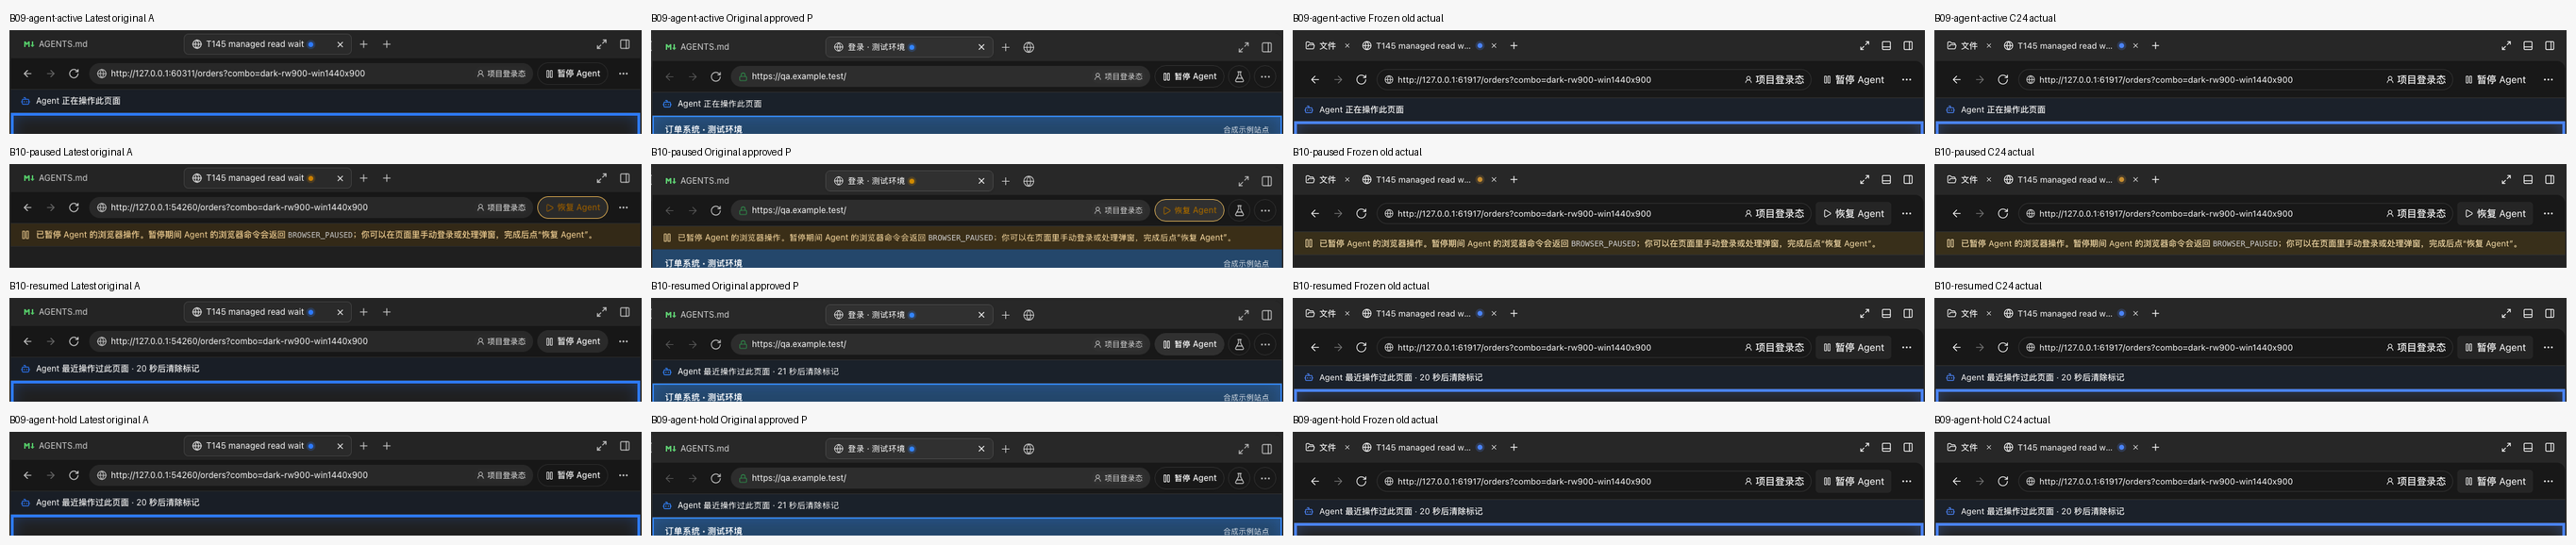 B09-agent-active Latest original A
AGENTS.md T145 managed read wait
http://127.0.0.1:60311/orders?combo=dark-rw900-win1440x900 项目登录态 暂停 Agent
Agent 正在操作此页面
B09-agent-active Original approved P
AGENTS.md 登录 · 测试环境
https://qa.example.test/ 项目登录态 暂停 Agent
Agent 正在操作此页面
订单系统 · 测试环境 合成示例站点
B09-agent-active Frozen old actual
文件 T145 managed read w...
http://127.0.0.1:61917/orders?combo=dark-rw900-win1440x900 项目登录态 暂停 Agent
Agent 正在操作此页面
B09-agent-active C24 actual
文件 T145 managed read w...
http://127.0.0.1:61917/orders?combo=dark-rw900-win1440x900 项目登录态 暂停 Agent
Agent 正在操作此页面
B10-paused Latest original A
AGENTS.md T145 managed read wait
http://127.0.0.1:54260/orders?combo=dark-rw900-win1440x900 项目登录态 恢复 Agent
已暂停 Agent 的浏览器操作。暂停期间 Agent 的浏览器命令会返回 BROWSER_PAUSED；你可以在页面里手动登录或处理弹窗，完成后点“恢复 Agent”。
B10-paused Original approved P
AGENTS.md 登录 · 测试环境
https://qa.example.test/ 项目登录态 恢复 Agent
已暂停 Agent 的浏览器操作。暂停期间 Agent 的浏览器命令会返回 BROWSER_PAUSED；你可以在页面里手动登录或处理弹窗，完成后点“恢复 Agent”。
订单系统 · 测试环境 合成示例站点
B10-paused Frozen old actual
文件 T145 managed read w...
http://127.0.0.1:61917/orders?combo=dark-rw900-win1440x900 项目登录态 恢复 Agent
已暂停 Agent 的浏览器操作。暂停期间 Agent 的浏览器命令会返回 BROWSER_PAUSED；你可以在页面里手动登录或处理弹窗，完成后点“恢复 Agent”。
B10-paused C24 actual
文件 T145 managed read w...
http://127.0.0.1:61917/orders?combo=dark-rw900-win1440x900 项目登录态 恢复 Agent
已暂停 Agent 的浏览器操作。暂停期间 Agent 的浏览器命令会返回 BROWSER_PAUSED；你可以在页面里手动登录或处理弹窗，完成后点“恢复 Agent”。
B10-resumed Latest original A
AGENTS.md T145 managed read wait
http://127.0.0.1:54260/orders?combo=dark-rw900-win1440x900 项目登录态 暂停 Agent
Agent 最近操作过此页面 · 20 秒后清除标记
B10-resumed Original approved P
AGENTS.md 登录 · 测试环境
https://qa.example.test/ 项目登录态 暂停 Agent
Agent 最近操作过此页面 · 21 秒后清除标记
订单系统 · 测试环境 合成示例站点
B10-resumed Frozen old actual
文件 T145 managed read w...
http://127.0.0.1:61917/orders?combo=dark-rw900-win1440x900 项目登录态 暂停 Agent
Agent 最近操作过此页面 · 20 秒后清除标记
B10-resumed C24 actual
文件 T145 managed read w...
http://127.0.0.1:61917/orders?combo=dark-rw900-win1440x900 项目登录态 暂停 Agent
Agent 最近操作过此页面 · 20 秒后清除标记
B09-agent-hold Latest original A
AGENTS.md T145 managed read wait
http://127.0.0.1:54260/orders?combo=dark-rw900-win1440x900 项目登录态 暂停 Agent
Agent 最近操作过此页面 · 20 秒后清除标记
B09-agent-hold Original approved P
AGENTS.md 登录 · 测试环境
https://qa.example.test/ 项目登录态 暂停 Agent
Agent 最近操作过此页面 · 21 秒后清除标记
订单系统 · 测试环境 合成示例站点
B09-agent-hold Frozen old actual
文件 T145 managed read w...
http://127.0.0.1:61917/orders?combo=dark-rw900-win1440x900 项目登录态 暂停 Agent
Agent 最近操作过此页面 · 20 秒后清除标记
B09-agent-hold C24 actual
文件 T145 managed read w...
http://127.0.0.1:61917/orders?combo=dark-rw900-win1440x900 项目登录态 暂停 Agent
Agent 最近操作过此页面 · 20 秒后清除标记